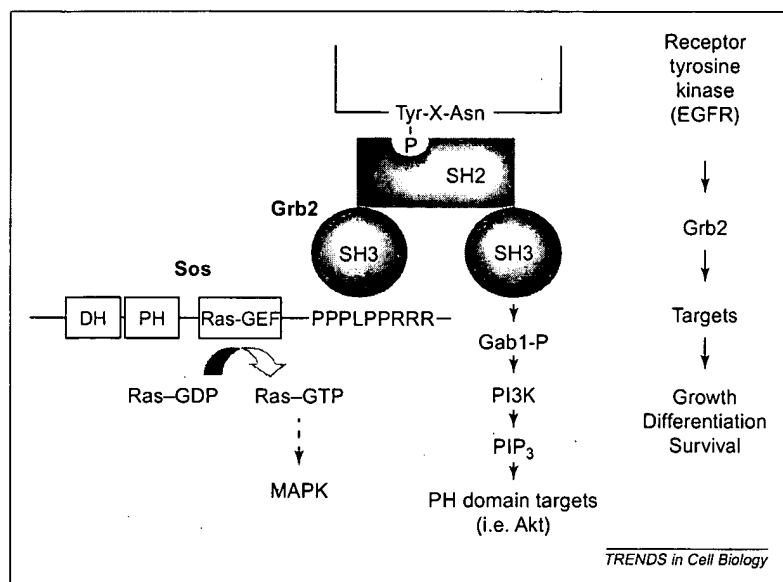 Tyr-X-Asn
P
SH2
Grb2
SH3
SH3
Sos
DH
PH
Ras-GEF
PPPLPPRRR
Ras–GDP
Ras–GTP
MAPK
Gab1-P
PI3K
PIP3
PH domain targets
(i.e. Akt)
Receptor
tyrosine
kinase
(EGFR)
Grb2
Targets
Growth
Differentiation
Survival
TRENDS in Cell Biology